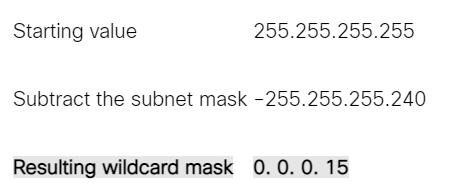 Starting value 255.255.255.255
Subtract the subnet mask -255.255.255.240
Resulting wildcard mask 0. 0. 0. 15